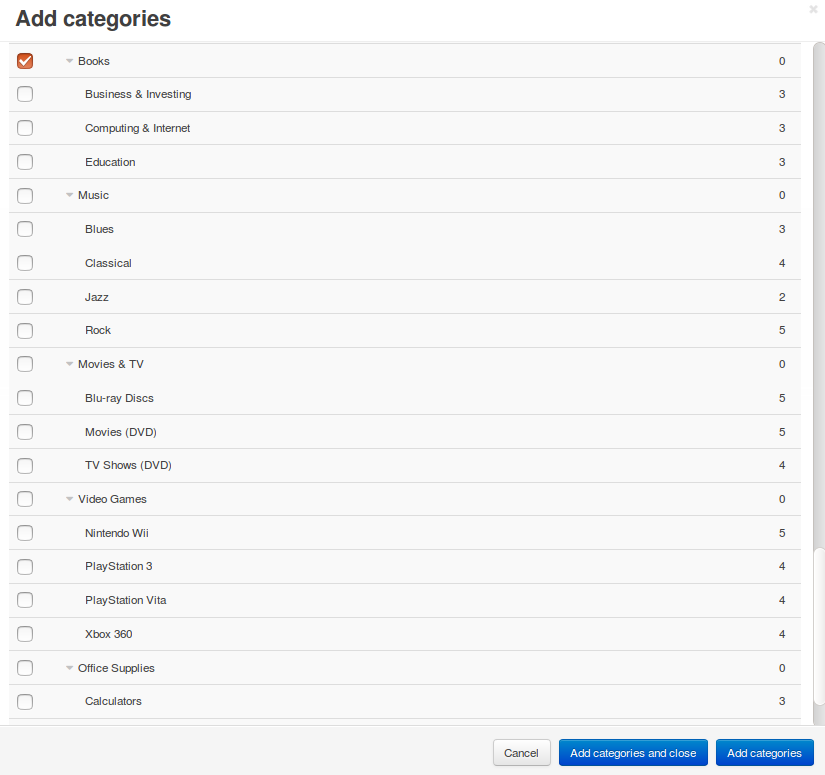 Add categories
Books 0
Business & Investing 3
Computing & Internet 3
Education 3
Music 0
Blues 3
Classical 4
Jazz 2
Rock 5
Movies & TV 0
Blu-ray Discs 5
Movies (DVD) 5
TV Shows (DVD) 4
Video Games 0
Nintendo Wii 5
PlayStation 3 4
PlayStation Vita 4
Xbox 360 4
Office Supplies 0
Calculators 3
Cancel Add categories and close Add categories